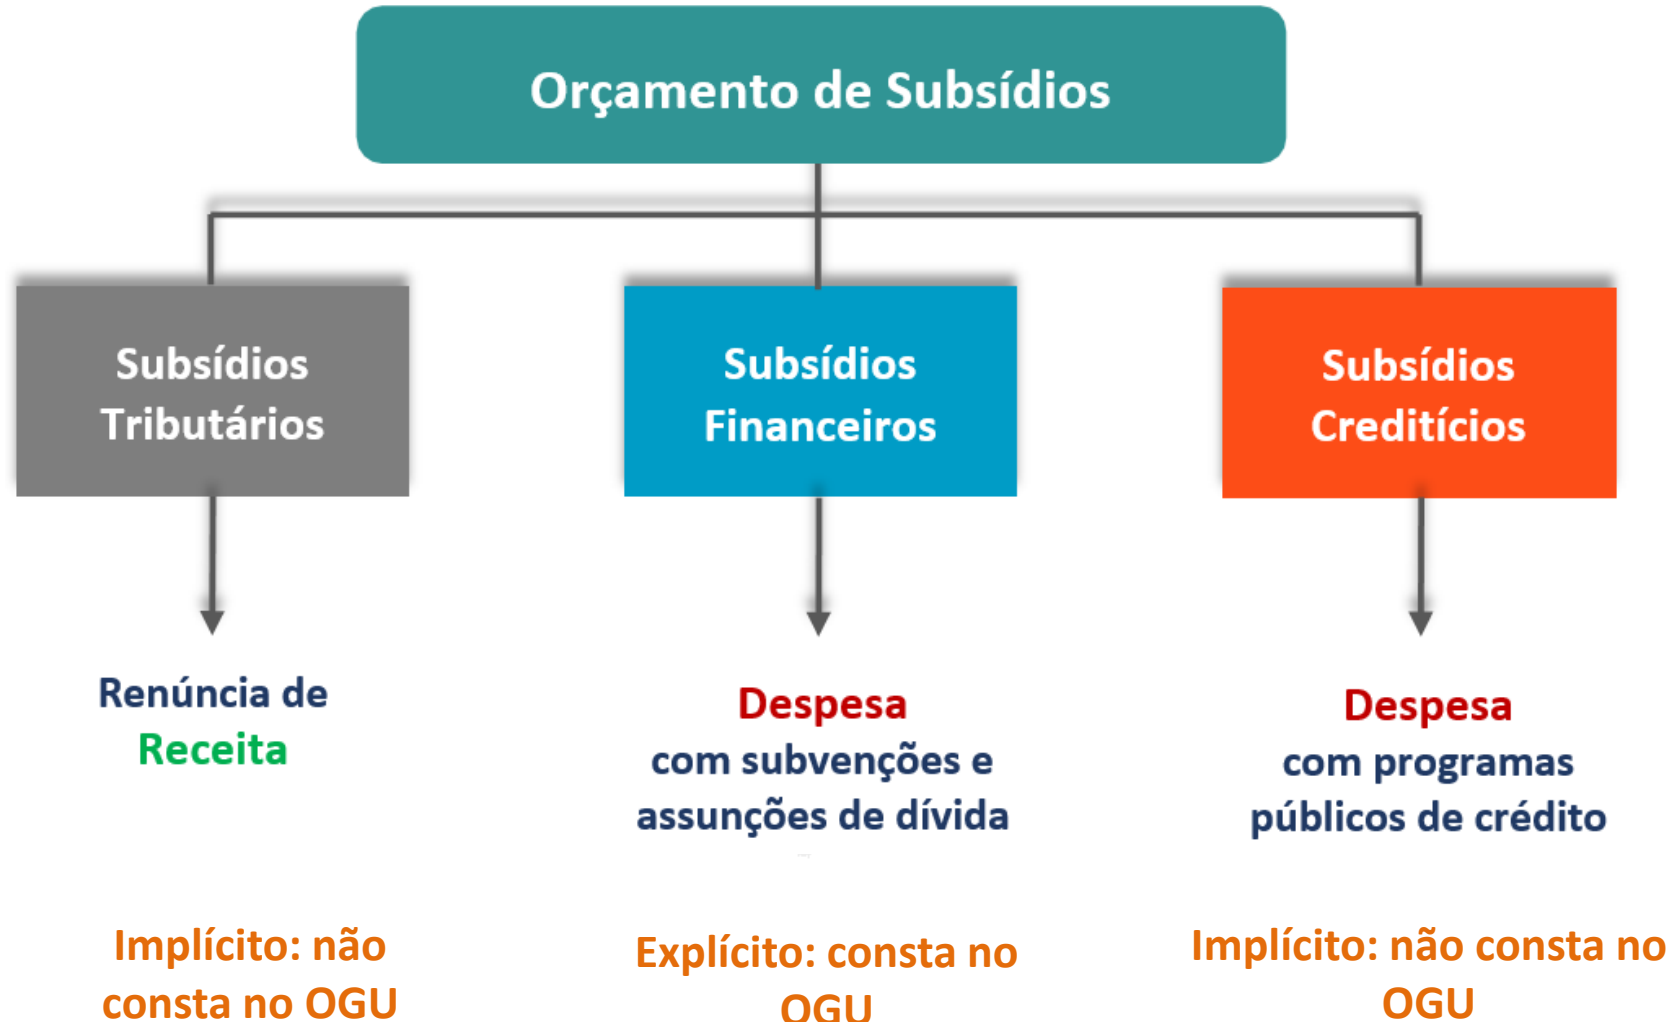 Orçamento de Subsídios
Subsídios
Tributários
Subsídios
Financeiros
Subsídios
Creditícios
Renúncia de
Receita
Despesa
com subvenções e
assunções de dívida
Despesa
com programas
públicos de crédito
Implícito: não
consta no OGU
Explícito: consta no
OGU
Implícito: não consta no
OGU